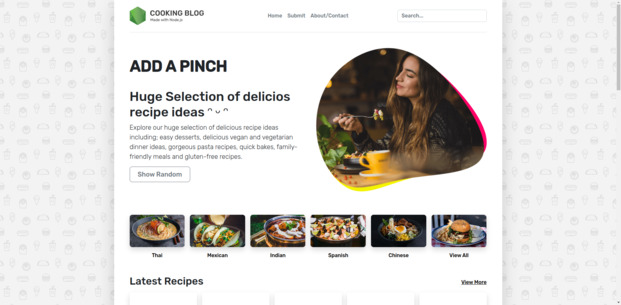 COOKING BLOG
Made with Node.js
Home Submit About/Contact
Search...
ADD A PINCH
Huge Selection of delicios
recipe ideas ᵔ ᵕ ᵔ
Explore our huge selection of delicious recipe ideas
including; easy desserts, delicious vegan and vegetarian
dinner ideas, gorgeous pasta recipes, quick bakes, family-
friendly meals and gluten-free recipes.
Show Random
Thai Mexican Indian Spanish Chinese View All
Latest Recipes
View More